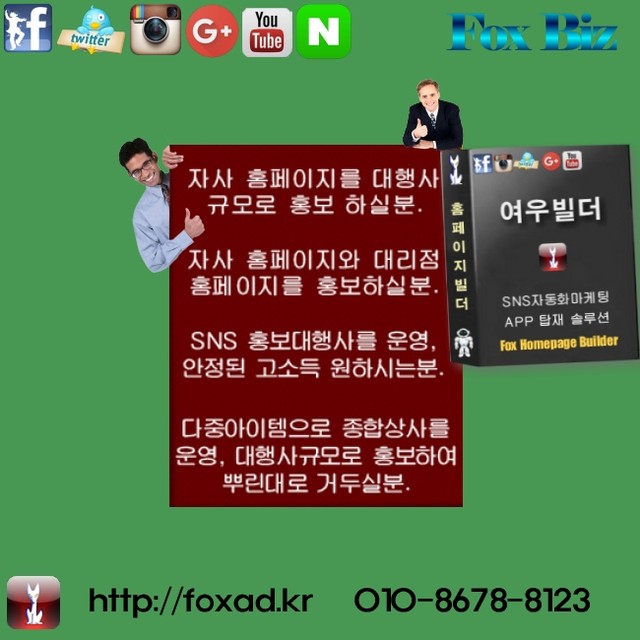 twitter
You
Tube
N
Fox Biz
자사 홈페이지를 대행사
규모로 홍보 하실분.
자사 홈페이지와 대리점
홈페이지를 홍보하실분.
SNS 홍보대행사를 운영,
안정된 고소득 원하시는분.
다중아이템으로 종합상사를
운영, 대행사규모로 홍보하여
뿌린대로 거두실분.
홈페이지빌더
여우빌더
SNS자동화마케팅
APP 탑재 솔루션
Fox Homepage Builder
http://foxad.kr 010-8678-8123